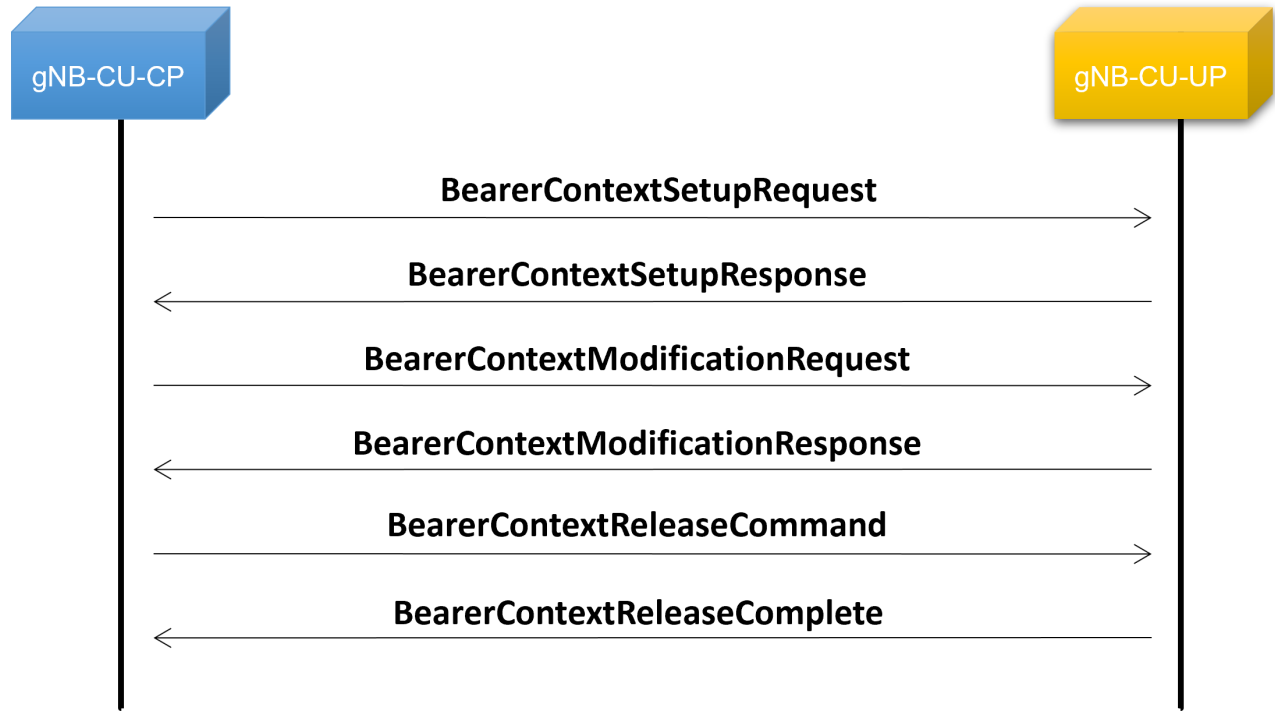 gNB-CU-CP
gNB-CU-UP
BearerContextSetupRequest
BearerContextSetupResponse
BearerContextModificationRequest
BearerContextModificationResponse
BearerContextReleaseCommand
BearerContextReleaseComplete